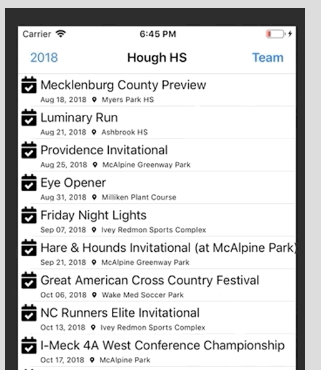 Carrier 6:45 PM
2018 Hough HS Team
Mecklenburg County Preview
Aug 18, 2018 Myers Park HS
Luminary Run
Aug 21, 2018 Ashbrook HS
Providence Invitational
Aug 25, 2018 McAlpine Greenway Park
Eye Opener
Aug 31, 2018 Milliken Plant Course
Friday Night Lights
Sep 07, 2018 Ivey Redmon Sports Complex
Hare & Hounds Invitational (at McAlpine Park)
Sep 21, 2018 McAlpine Greenway Park
Great American Cross Country Festival
Oct 06, 2018 Wake Med Soccer Park
NC Runners Elite Invitational
Oct 13, 2018 Ivey Redmon Sports Complex
I-Meck 4A West Conference Championship
Oct 17, 2018 McAlpine Park